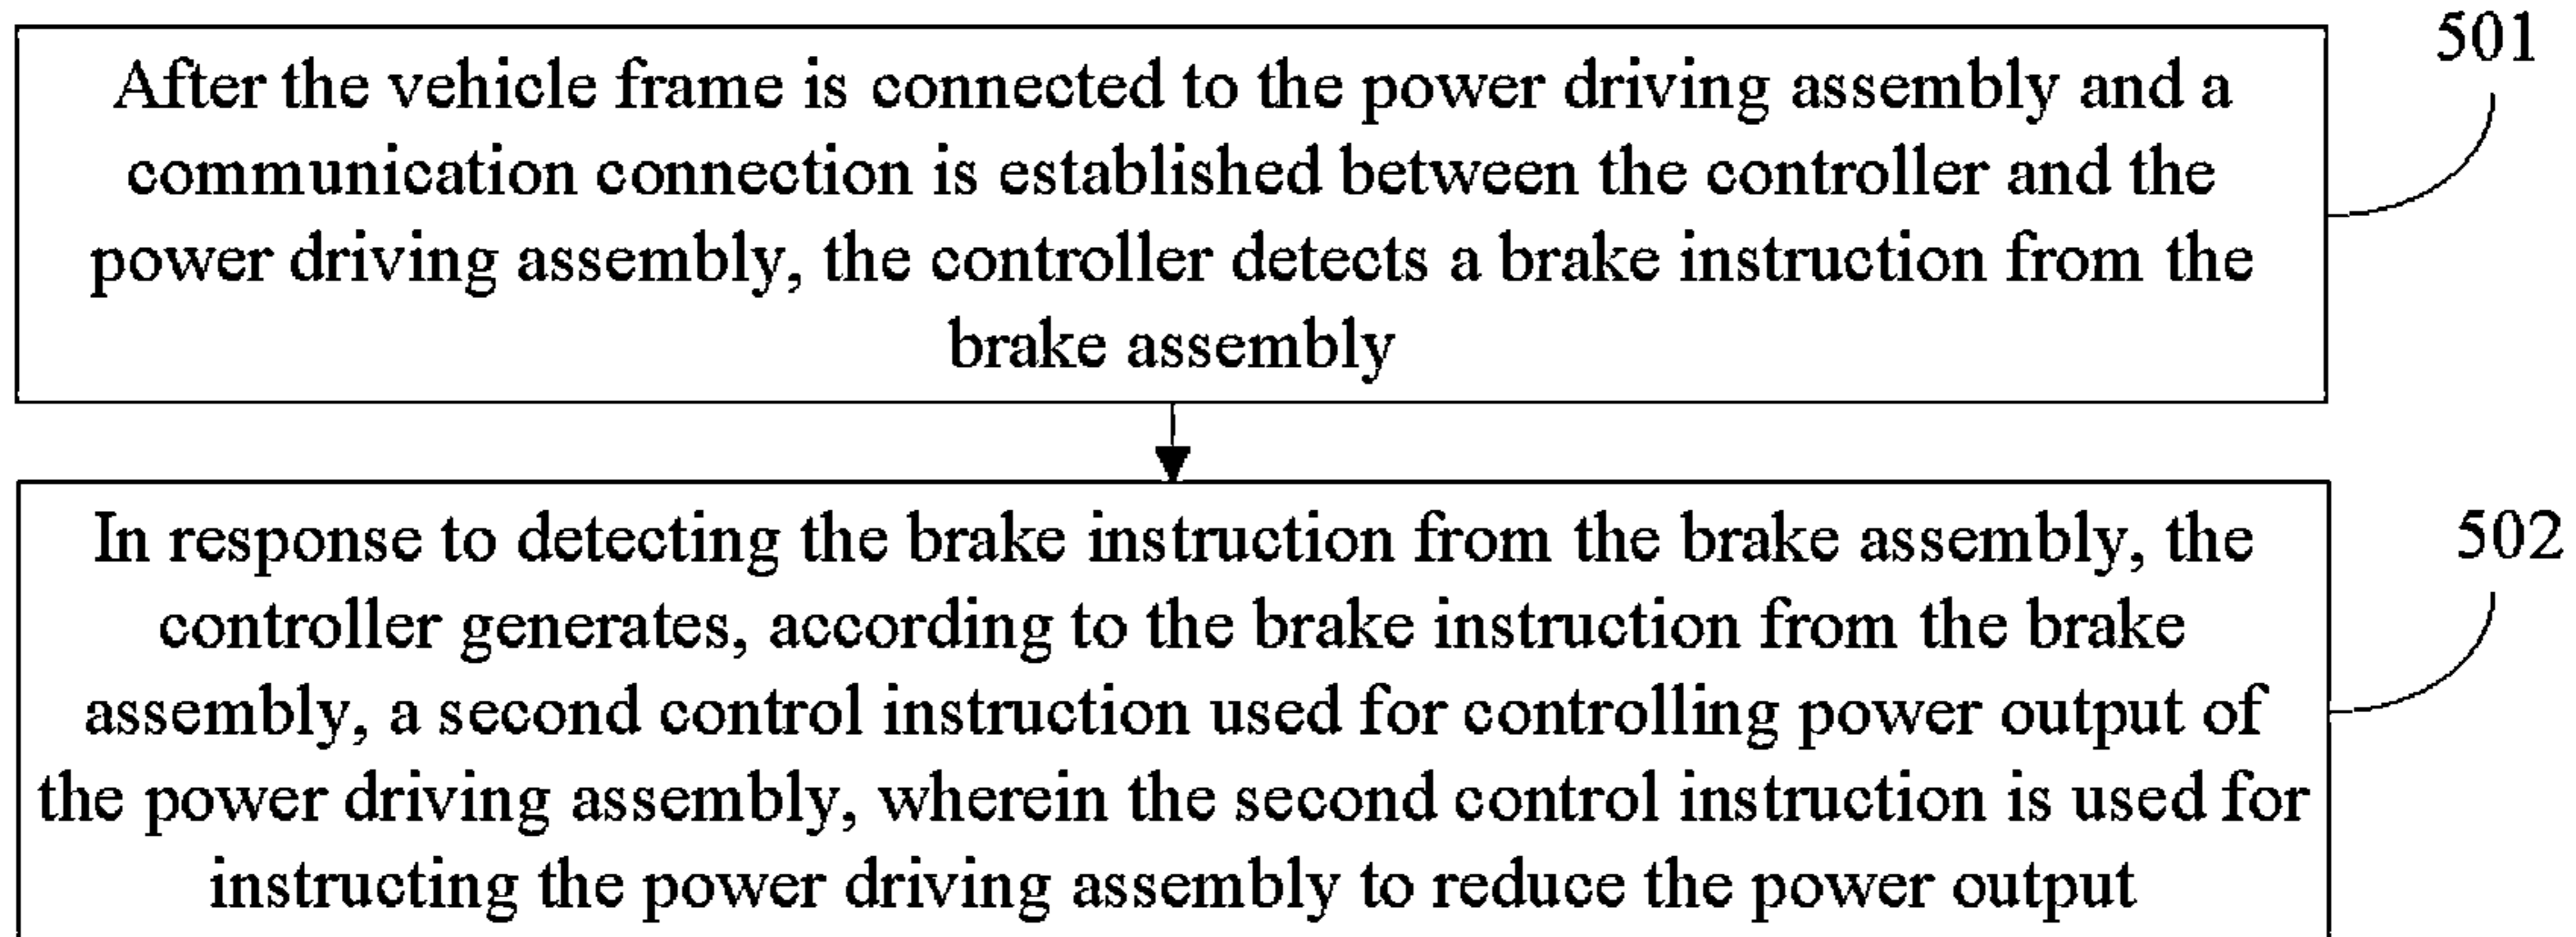 501
After the vehicle frame is connected to the power driving assembly and a
communication connection is established between the controller and the
power driving assembly, the controller detects a brake instruction from the
brake assembly
502
In response to detecting the brake instruction from the brake assembly, the
controller generates, according to the brake instruction from the brake
assembly, a second control instruction used for controlling power output of
the power driving assembly, wherein the second control instruction is used for
instructing the power driving assembly to reduce the power output